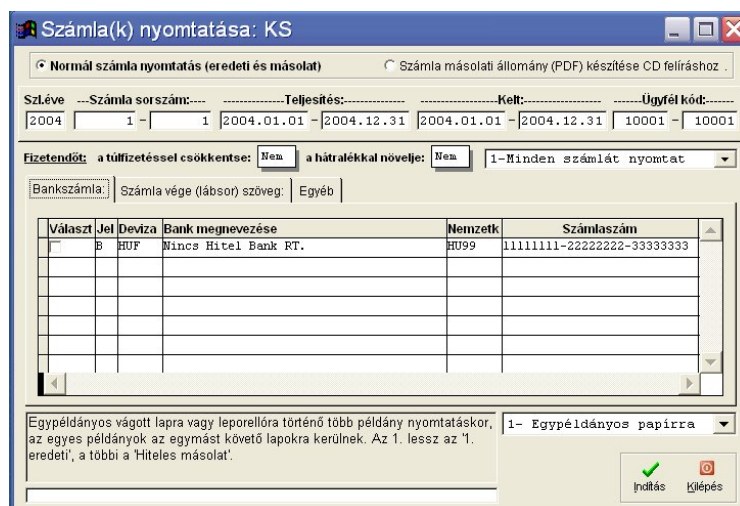 Számla(k) nyomtatása: KS
Normál számla nyomtatás (eredeti és másolat) Számla másolati állomány (PDF) készítése CD felíráshoz .
Szl.éve ---Számla sorszám:---- --------------Teljesítés:-------------- -----------------Kelt:----------------- ------Ügyfél kód:------
2004 1 - 1 2004.01.01 - 2004.12.31 2004.01.01 - 2004.12.31 10001 - 10001
Fizetendőt: a túlfizetéssel csökkentse: Nem a hátralékkal növelje: Nem 1-Minden számlát nyomtat
Bankszámla: Számla vége (lábsor) szöveg: Egyéb
Választ Jel Deviza Bank megnevezése Nemzetk Számlaszám
B HUF Nincs Hitel Bank RT. HU99 11111111-22222222-33333333
Egypéldányos vágott lapra vagy leporellóra történő több példány nyomtatáskor,
az egyes példányok az egymást követő lapokra kerülnek. Az 1. lessz az '1.
eredeti', a többi a 'Hiteles másolat'.
1- Egypéldányos papírra
Indítás Kilépés